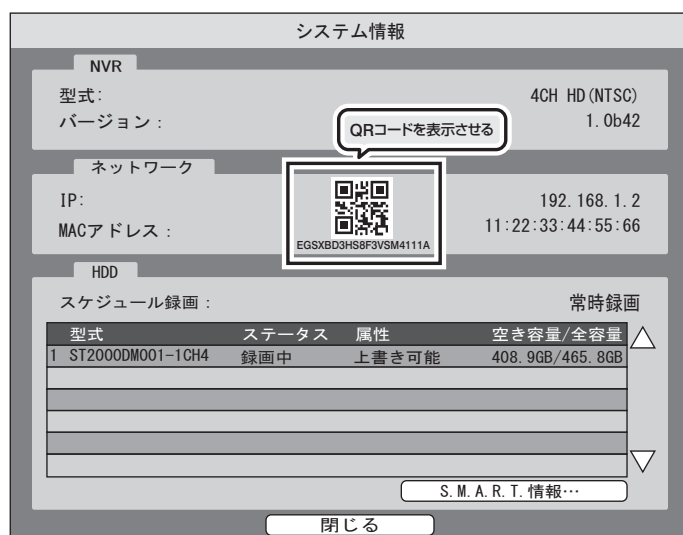 システム情報
NVR
型式: 4CH HD(NTSC)
バージョン : 1.0b42
QRコードを表示させる
ネットワーク
IP: 192.168.1.2
MACアドレス : 11:22:33:44:55:66
EGSXBD3HS8F3VSM4111A
HDD
スケジュール録画 : 常時録画
型式 ステータス 属性 空き容量/全容量
1 ST2000DM001-1CH4 録画中 上書き可能 408.9GB/465.8GB
S.M.A.R.T.情報…
閉じる